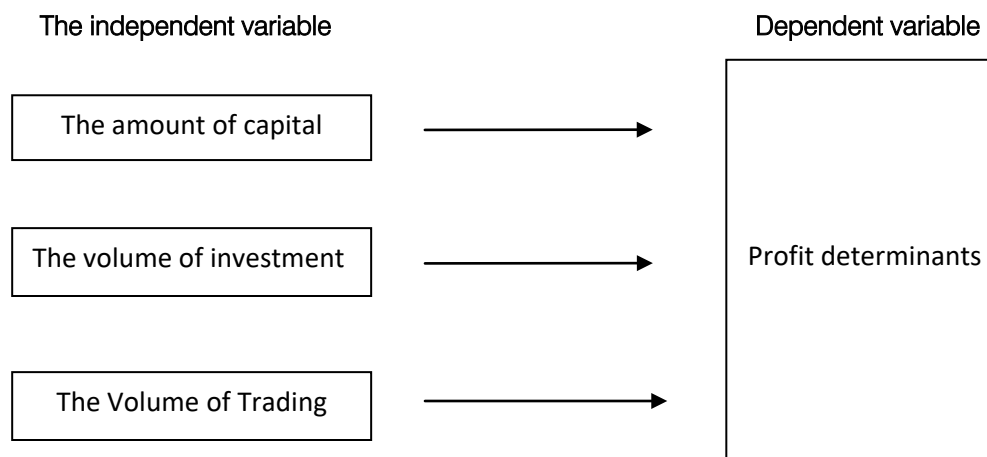 The independent variable
Dependent variable
The amount of capital
The volume of investment
Profit determinants
The Volume of Trading